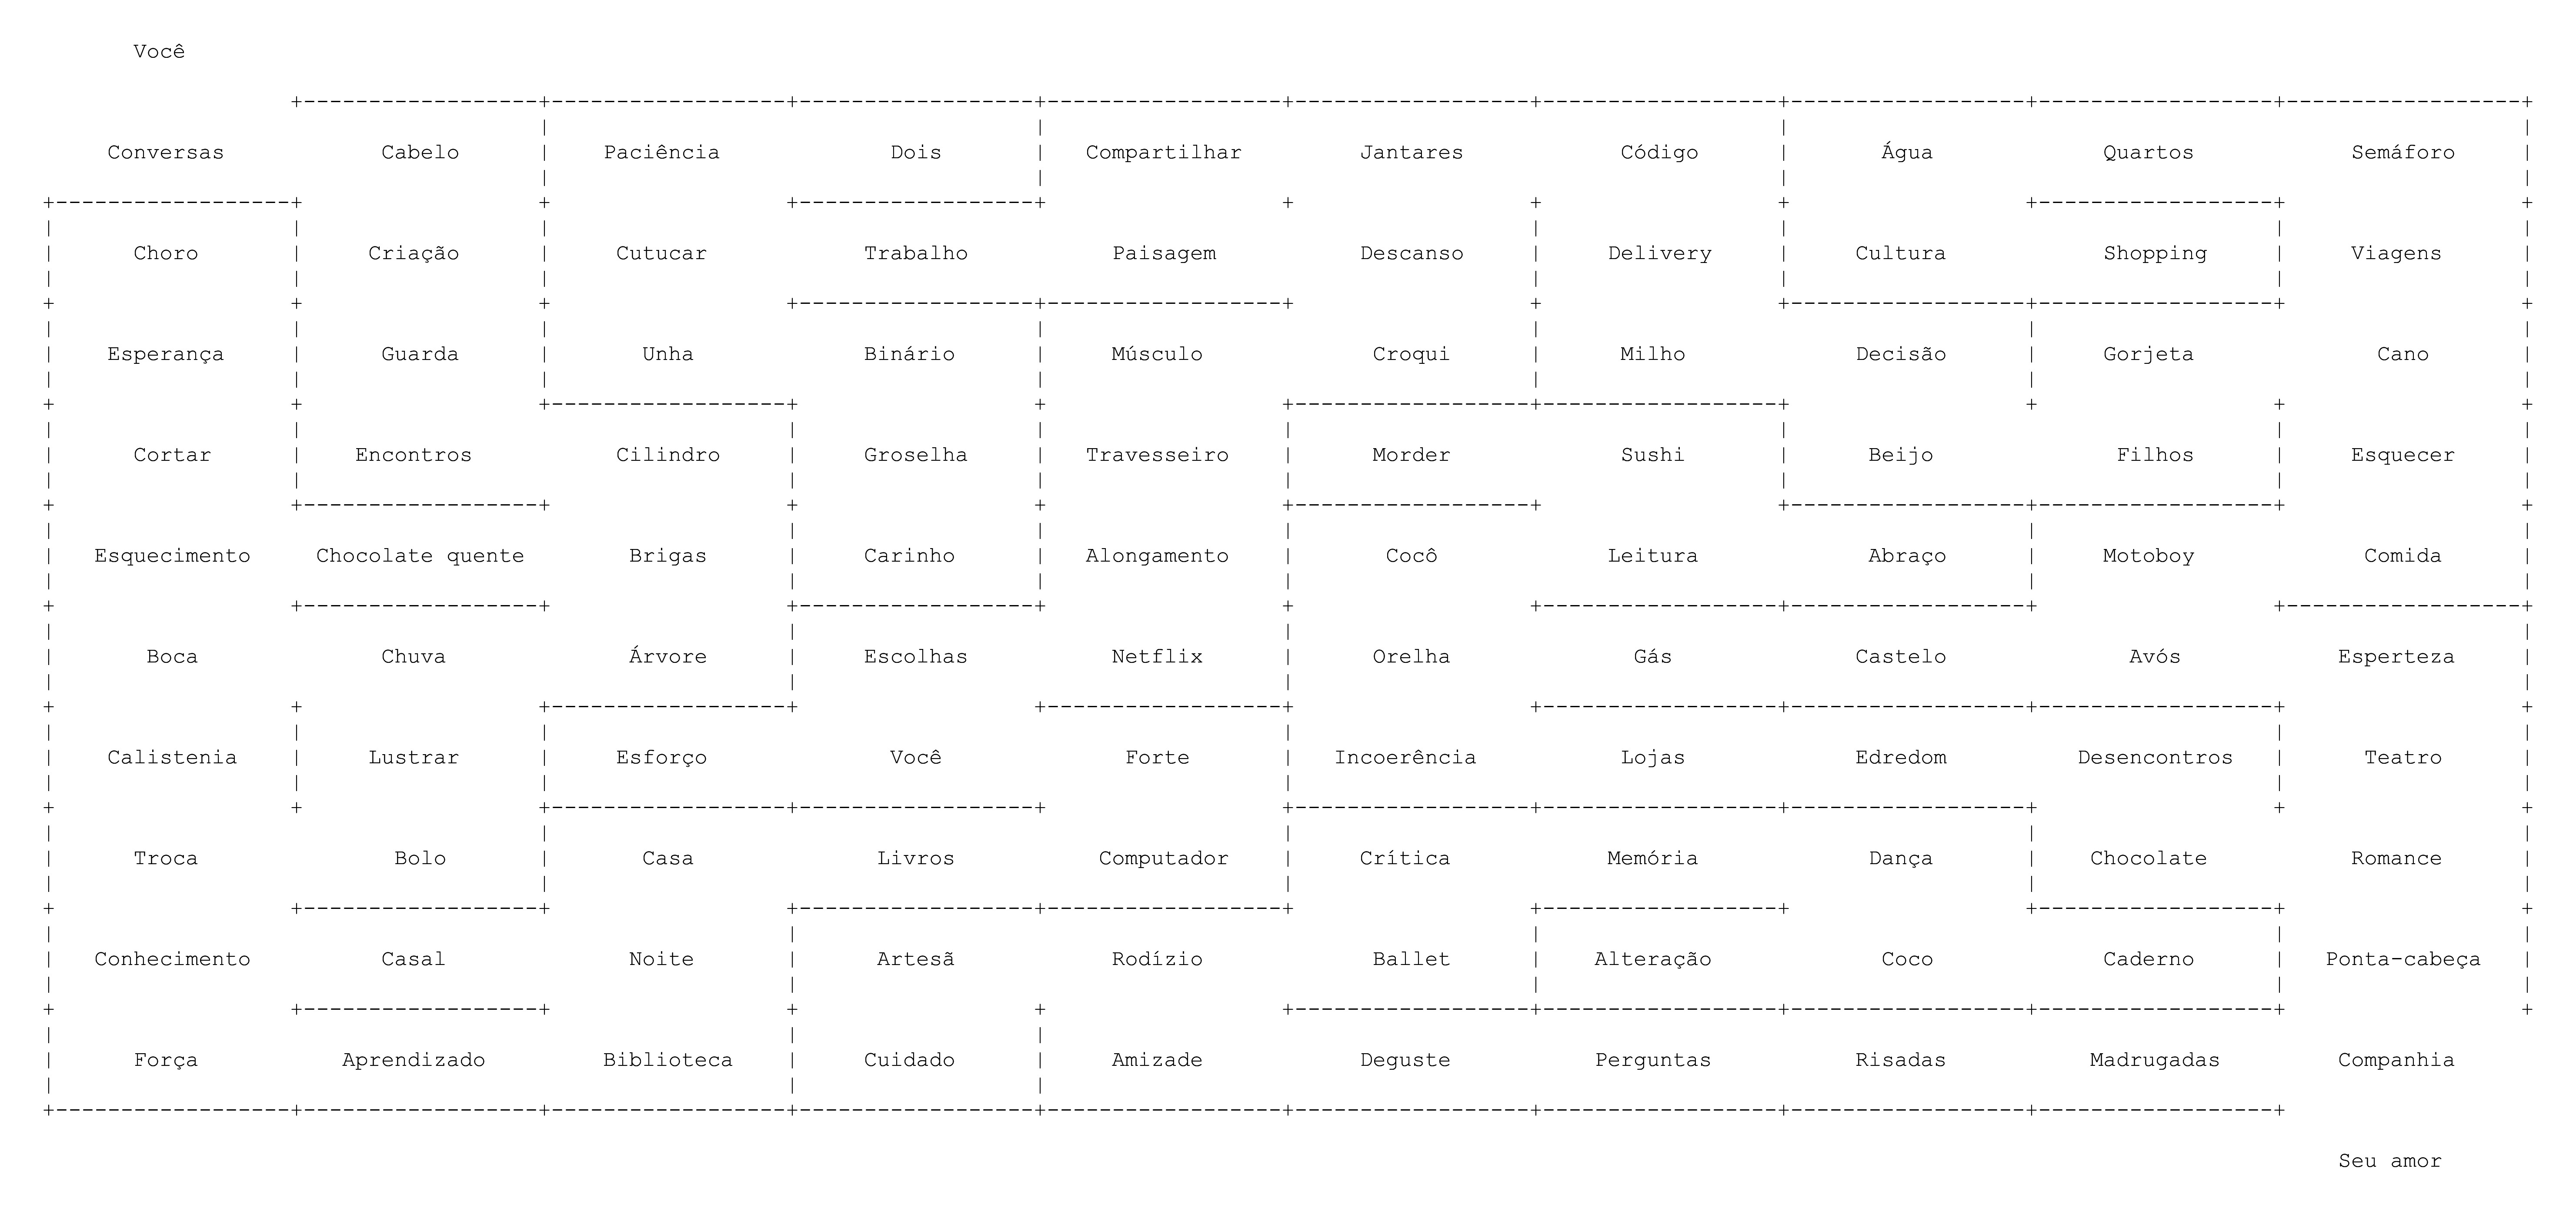 Você
Conversas Cabelo Paciência Dois Compartilhar Jantares Código Água Quartos Semáforo
Choro Criação Cutucar Trabalho Paisagem Descanso Delivery Cultura Shopping Viagens
Esperança Guarda Unha Binário Músculo Croqui Milho Decisão Gorjeta Cano
Cortar Encontros Cilindro Groselha Travesseiro Morder Sushi Beijo Filhos Esquecer
Esquecimento Chocolate quente Brigas Carinho Alongamento Cocô Leitura Abraço Motoboy Comida
Boca Chuva Árvore Escolhas Netflix Orelha Gás Castelo Avós Esperteza
Calistenia Lustrar Esforço Você Forte Incoerência Lojas Edredom Desencontros Teatro
Troca Bolo Casa Livros Computador Crítica Memória Dança Chocolate Romance
Conhecimento Casal Noite Artesã Rodízio Ballet Alteração Coco Caderno Ponta-cabeça
Força Aprendizado Biblioteca Cuidado Amizade Deguste Perguntas Risadas Madrugadas Companhia
Seu amor